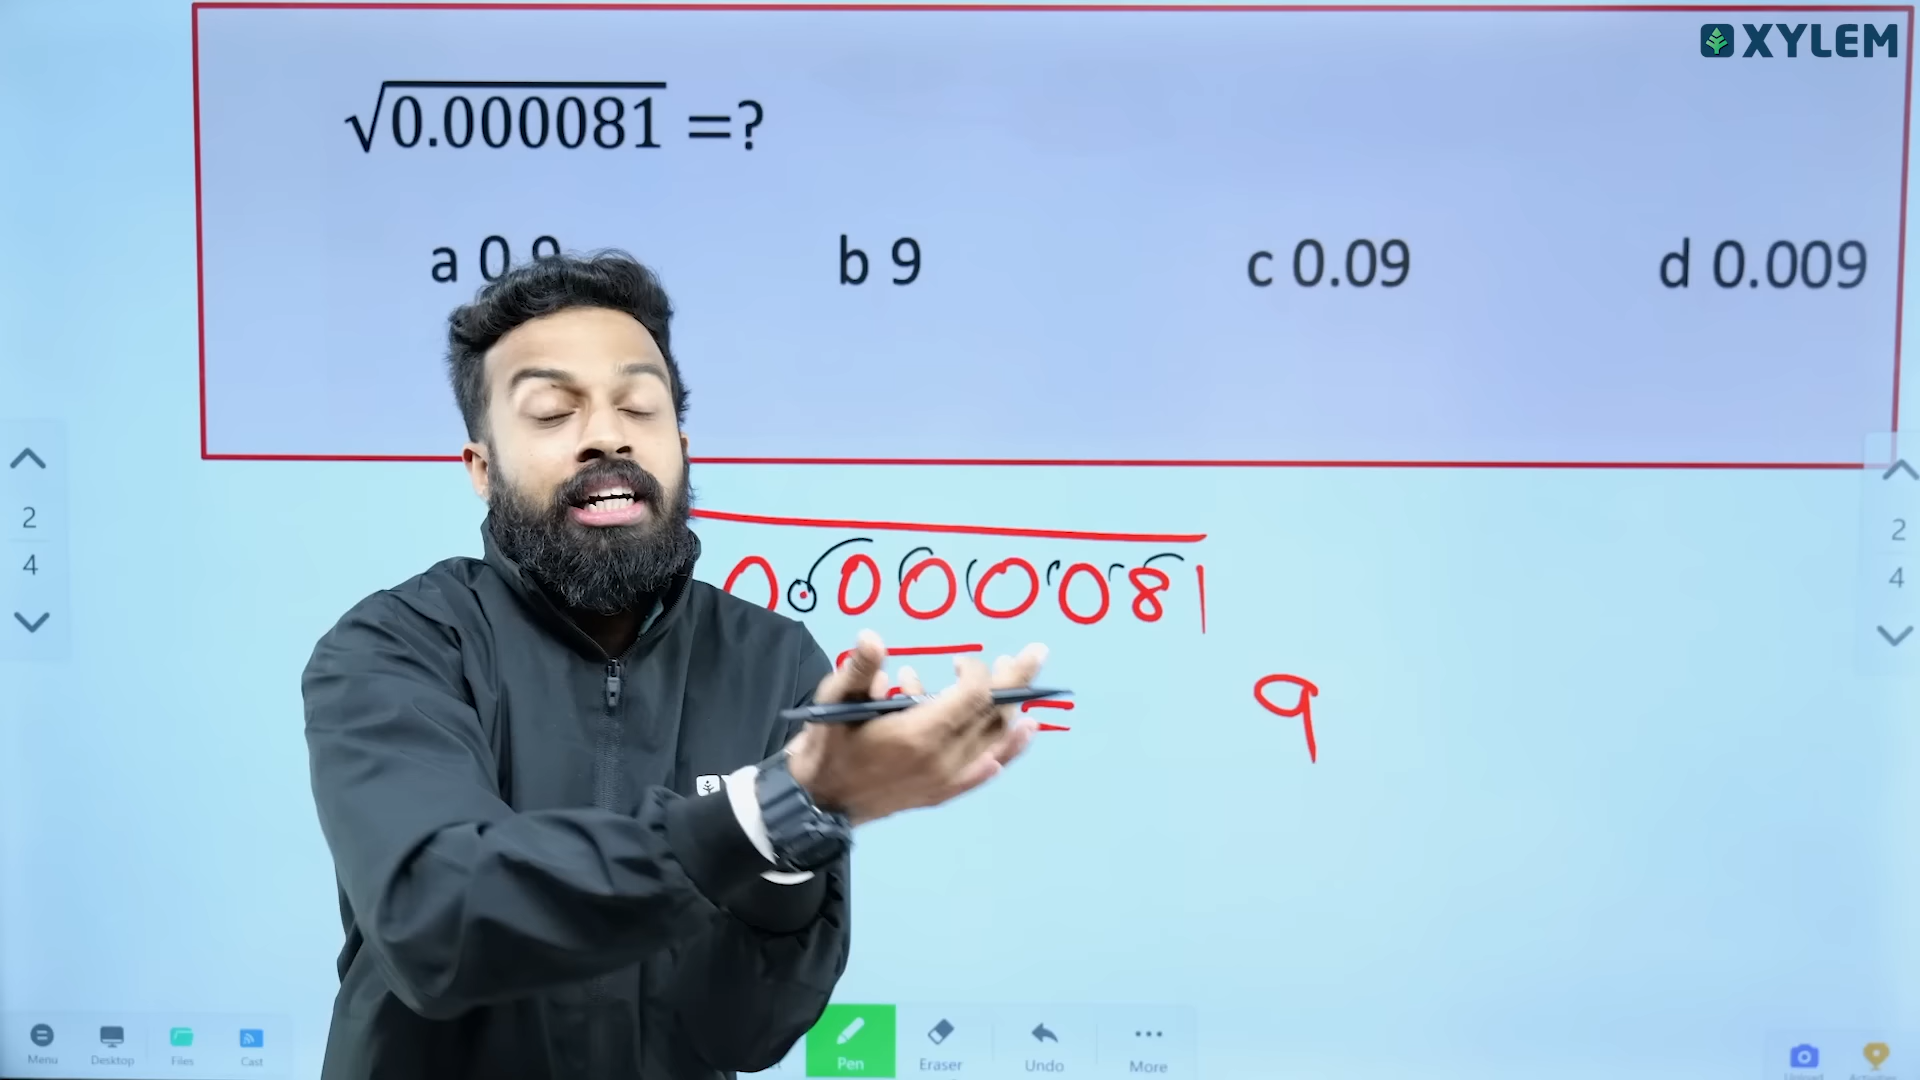 XYLEM
√0.000081 =?
a 0.9 b 9 c 0.09 d 0.009
2
4
2
4
0.000081
=
9
Menu Desktop Files Cast Pen Eraser Undo More